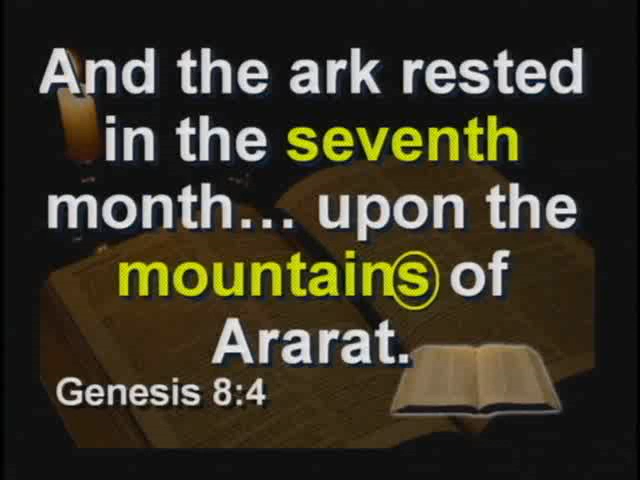 And the ark rested
in the seventh
month... upon the
mountains of
Ararat.
Genesis 8:4